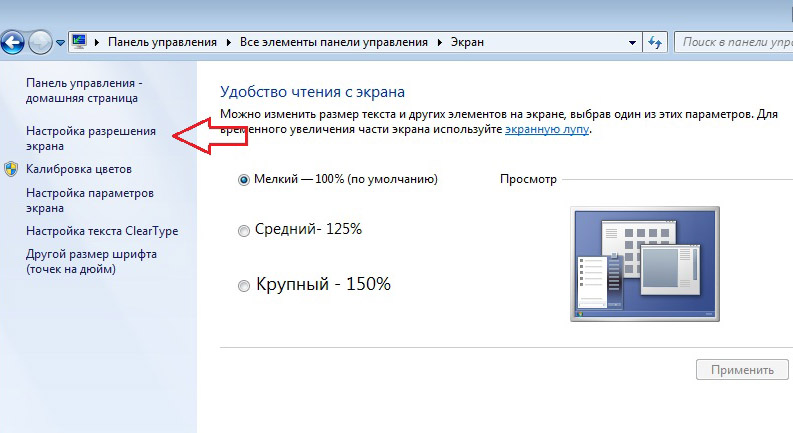 Панель управления Все элементы панели управления Экран
Поиск в панели упр
Панель управления -
домашняя страница
Настройка разрешения
экрана
Калибровка цветов
Настройка параметров
экрана
Настройка текста ClearType
Другой размер шрифта
(точек на дюйм)
Удобство чтения с экрана
Можно изменить размер текста и других элементов на экране, выбрав один из этих параметров. Для
временного увеличения части экрана используйте экранную лупу.
Мелкий — 100% (по умолчанию)
Просмотр
Средний- 125%
Крупный - 150%
Применить